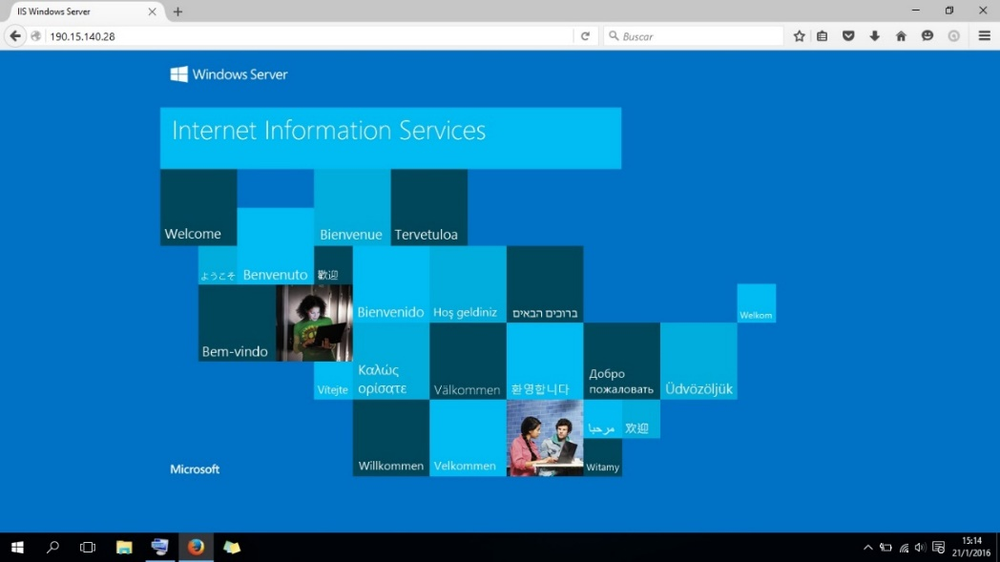 IIS Windows Server
190.15.140.28
Buscar
Windows Server
Internet Information Services
Welcome
Bienvenue
Tervetuloa
ようこそ
Benvenuto
歡迎
Bienvenido
Hoş geldiniz
ברוכים הבאים
Welkom
Bem-vindo
Vítejte
Καλώς
ορίσατε
Välkommen
환영합니다
Добро
пожаловать
Üdvözöljük
مرحبا
欢迎
Willkommen
Velkommen
Witamy
Microsoft
15:14
21/1/2016